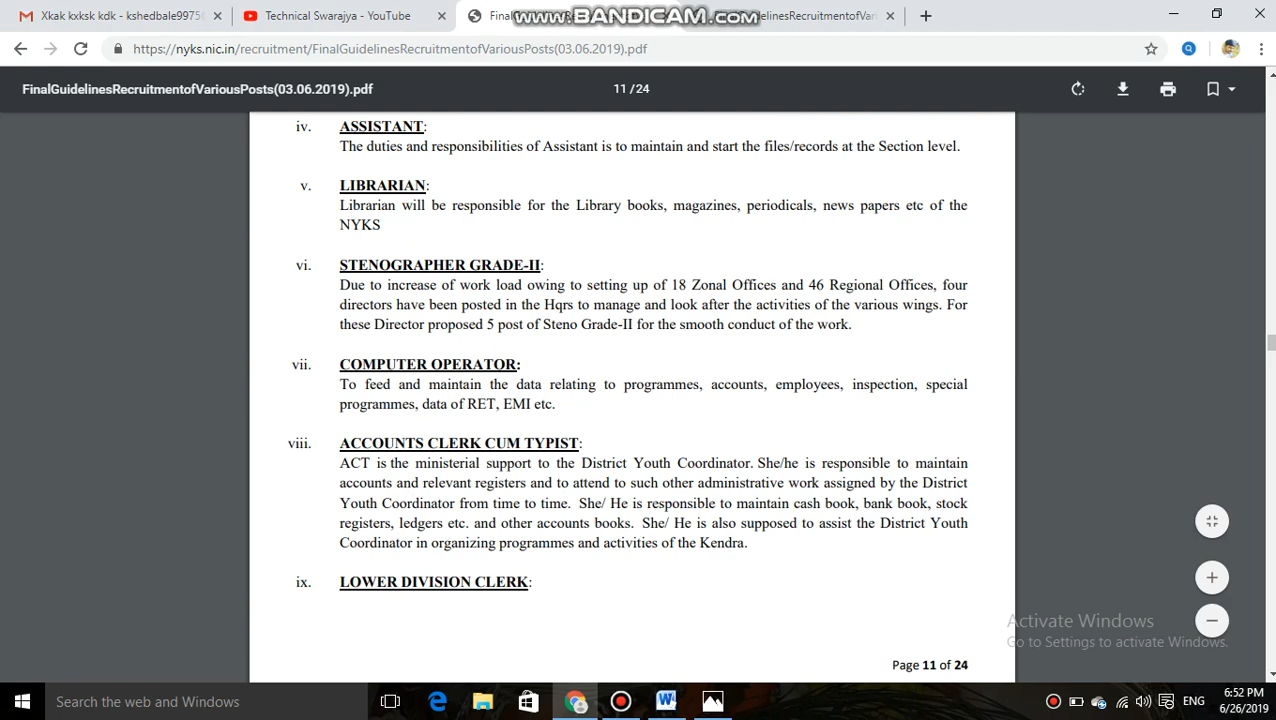 Xkak kxksk kdk - kshedbale9975
Technical Swarajya - YouTube
Final
www.BANDICAM.com
elinesRecruitmentofVari
https://nyks.nic.in/recruitment/FinalGuidelinesRecruitmentofVariousPosts(03.06.2019).pdf
FinalGuidelinesRecruitmentofVariousPosts(03.06.2019).pdf
11 / 24
iv. ASSISTANT:
The duties and responsibilities of Assistant is to maintain and start the files/records at the Section level.
v. LIBRARIAN:
Librarian will be responsible for the Library books, magazines, periodicals, news papers etc of the
NYKS
vi. STENOGRAPHER GRADE-II:
Due to increase of work load owing to setting up of 18 Zonal Offices and 46 Regional Offices, four
directors have been posted in the Hqrs to manage and look after the activities of the various wings. For
these Director proposed 5 post of Steno Grade-II for the smooth conduct of the work.
vii. COMPUTER OPERATOR:
To feed and maintain the data relating to programmes, accounts, employees, inspection, special
programmes, data of RET, EMI etc.
viii. ACCOUNTS CLERK CUM TYPIST:
ACT is the ministerial support to the District Youth Coordinator. She/he is responsible to maintain
accounts and relevant registers and to attend to such other administrative work assigned by the District
Youth Coordinator from time to time. She/ He is responsible to maintain cash book, bank book, stock
registers, ledgers etc. and other accounts books. She/ He is also supposed to assist the District Youth
Coordinator in organizing programmes and activities of the Kendra.
ix. LOWER DIVISION CLERK:
Activate Windows
Go to Settings to activate Windows.
Page 11 of 24
Search the web and Windows
ENG
6:52 PM
6/26/2019